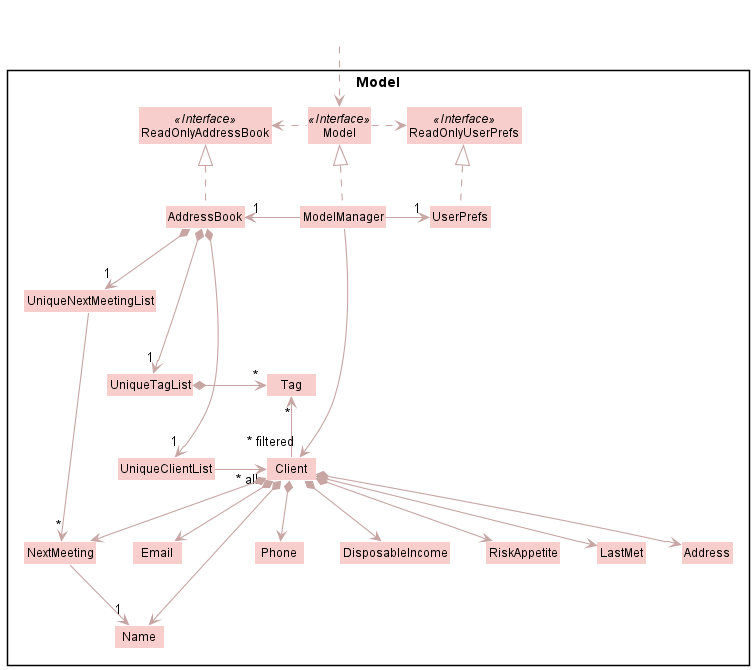 Model
«Interface»
ReadOnlyAddressBook
«Interface»
Model
«Interface»
ReadOnlyUserPrefs
AddressBook
1
ModelManager
1
UserPrefs
1
UniqueNextMeetingList
1
UniqueTagList
*
Tag
*
1
* filtered
UniqueClientList
* all
Client
*
NextMeeting
Email
Phone
DisposableIncome
RiskAppetite
LastMet
Address
1
Name